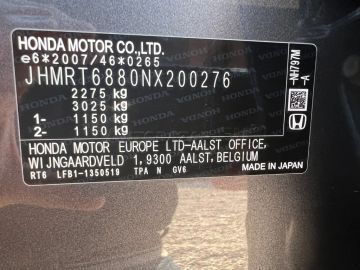 HONDA MOTOR CO.,LTD.
e6*2007/46*0265
JHMRT6880NX200276
2275 kg
3025 kg
1- 1150 kg
2- 1150 kg
HONDA MOTOR EUROPE LTD-AALST OFFICE,
WIJNGAARDVELD 1,9300 AALST,BELGIUM
RT6 LFB1-1350519 TPA N GV6
NH797M
-A
HONDA
MADE IN JAPAN